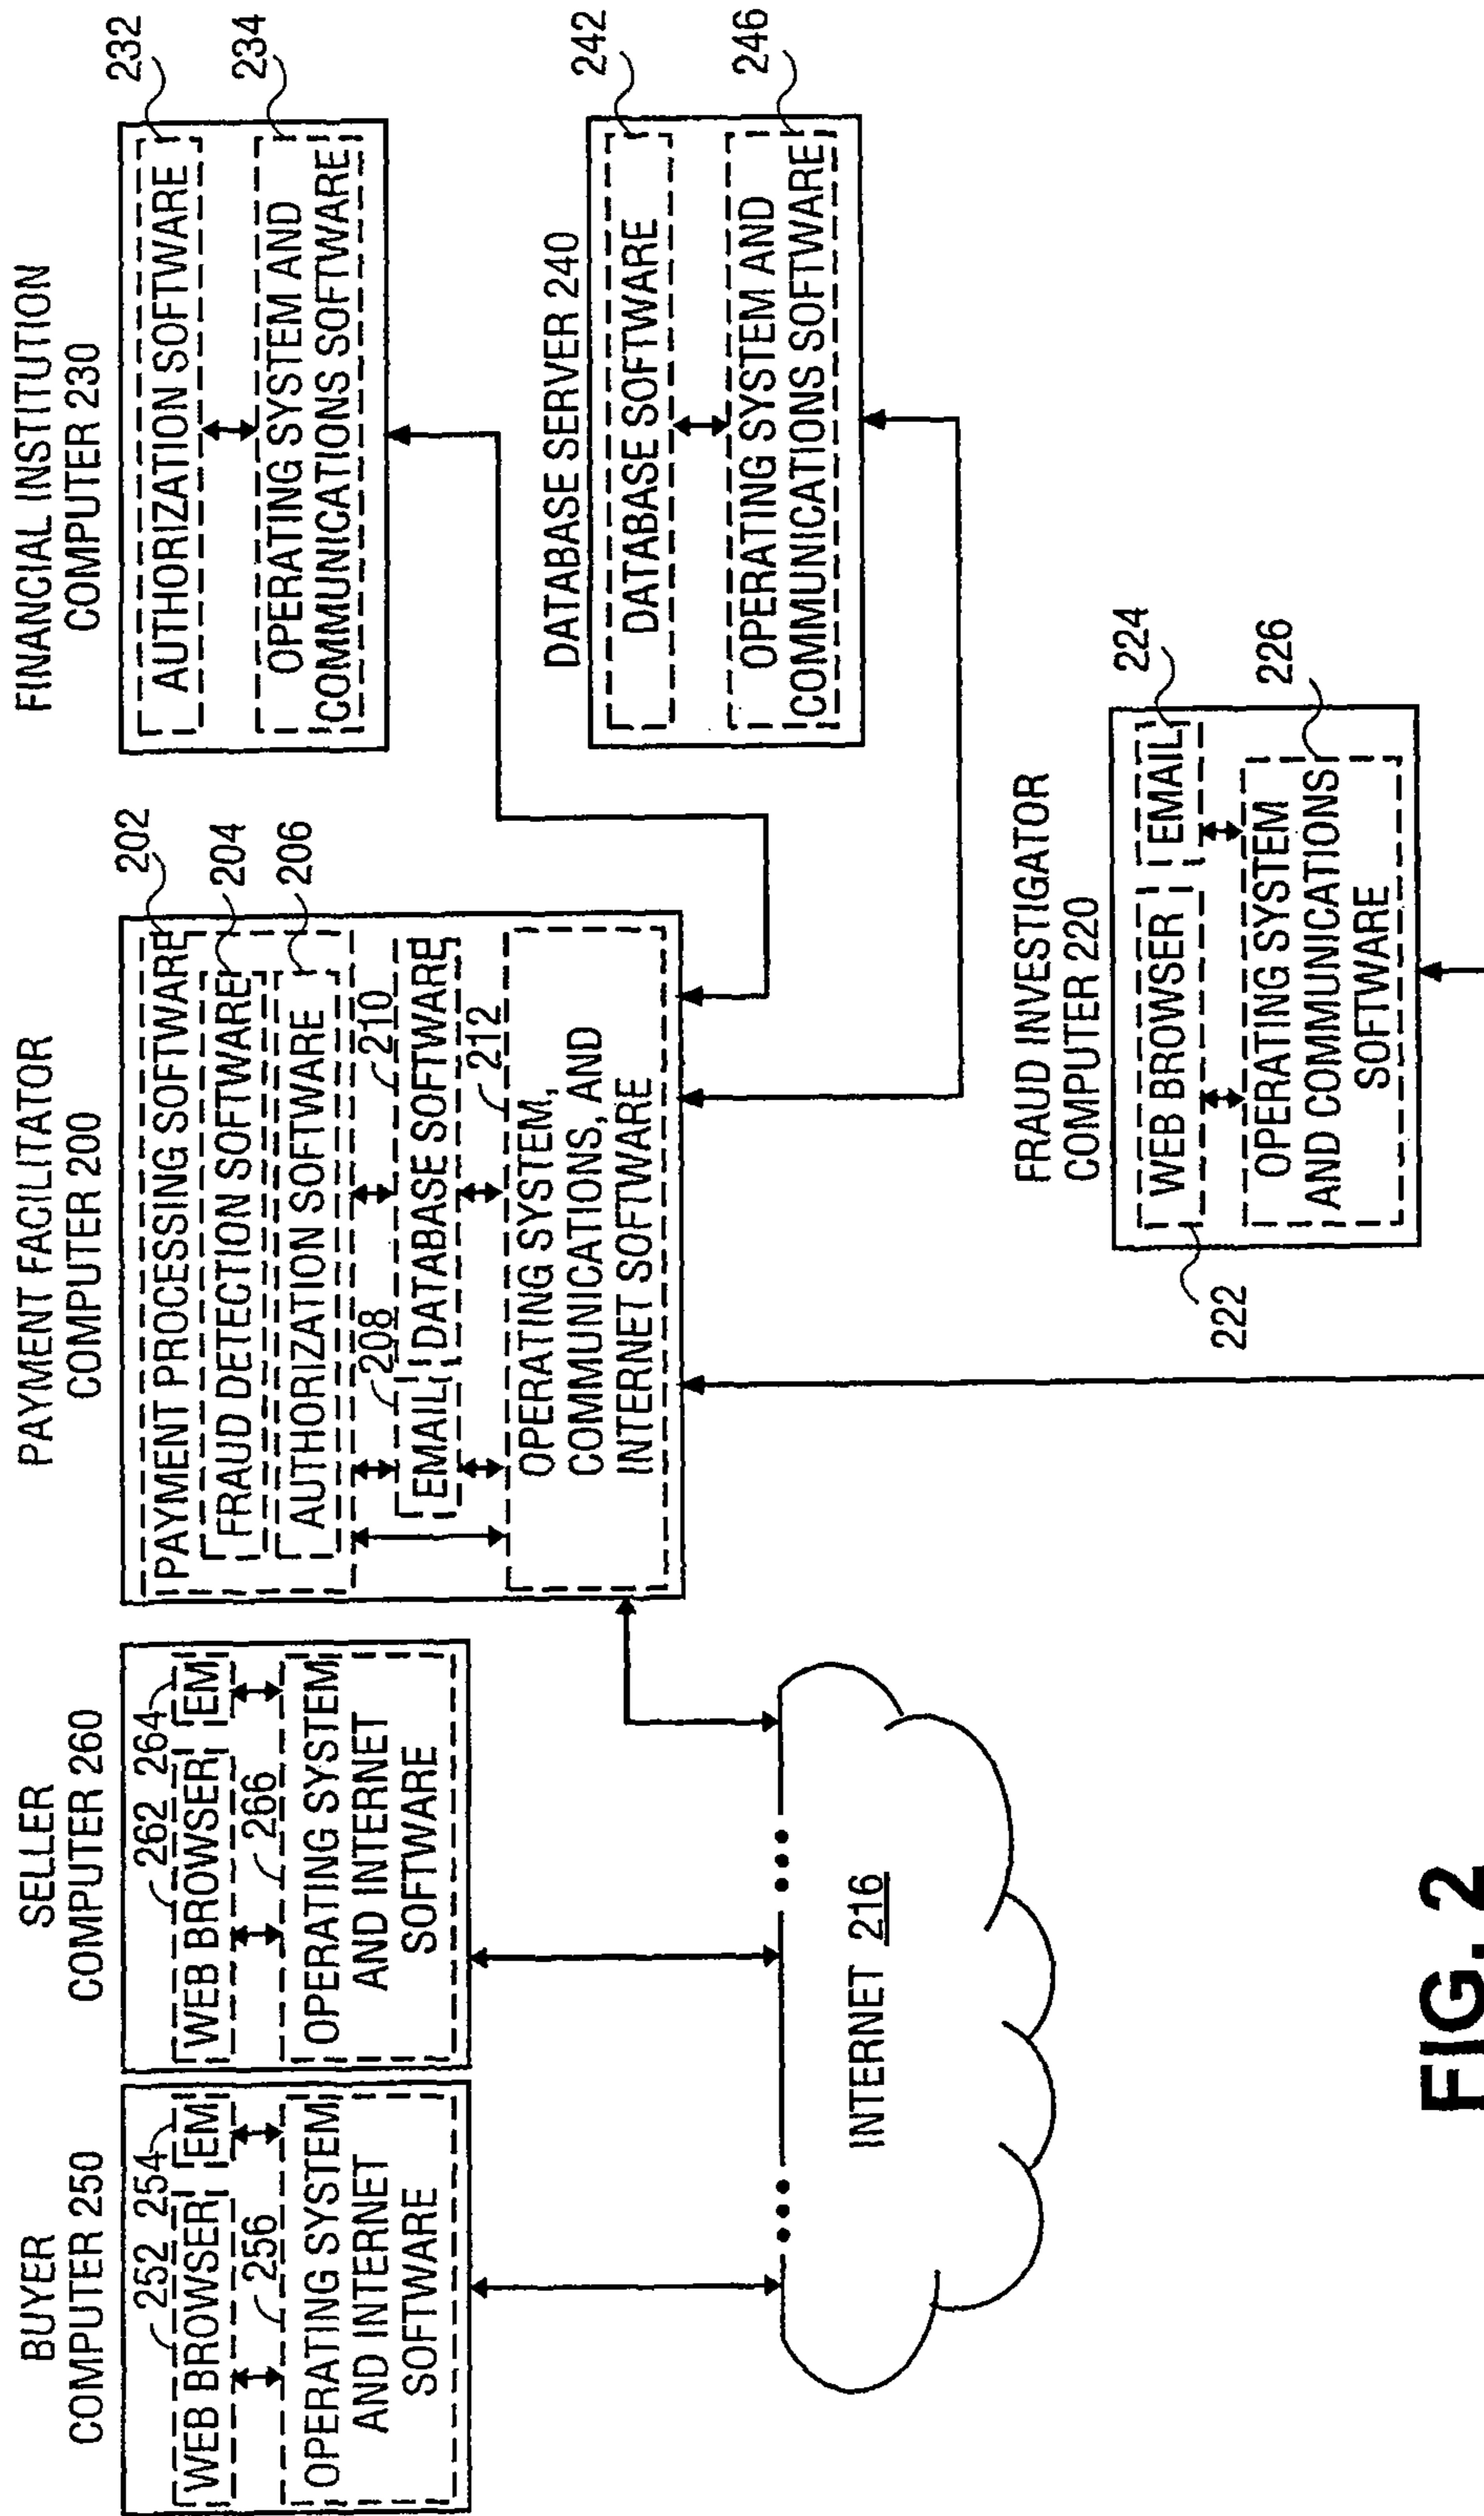 BUYER
COMPUTER 250
252 254
WEB BROWSER EM
256
OPERATING SYSTEM
AND INTERNET
SOFTWARE
SELLER
COMPUTER 260
262 264
WEB BROWSER EM
266
OPERATING SYSTEM
AND INTERNET
SOFTWARE
PAYMENT FACILITATOR
COMPUTER 200
202
PAYMENT PROCESSING SOFTWARE
204
FRAUD DETECTION SOFTWARE
206
AUTHORIZATION SOFTWARE
208
210
EMAIL DATABASE SOFTWARE
212
OPERATING SYSTEM,
COMMUNICATIONS, AND
INTERNET SOFTWARE
FINANCIAL INSTITUTION
COMPUTER 230
232
AUTHORIZATION SOFTWARE
234
OPERATING SYSTEM AND
COMMUNICATIONS SOFTWARE
DATABASE SERVER 240
242
DATABASE SOFTWARE
246
OPERATING SYSTEM AND
COMMUNICATIONS SOFTWARE
INTERNET 216
FRAUD INVESTIGATOR
COMPUTER 220
222
224
WEB BROWSER EMAIL
226
OPERATING SYSTEM
AND COMMUNICATIONS
SOFTWARE
FIG. 2